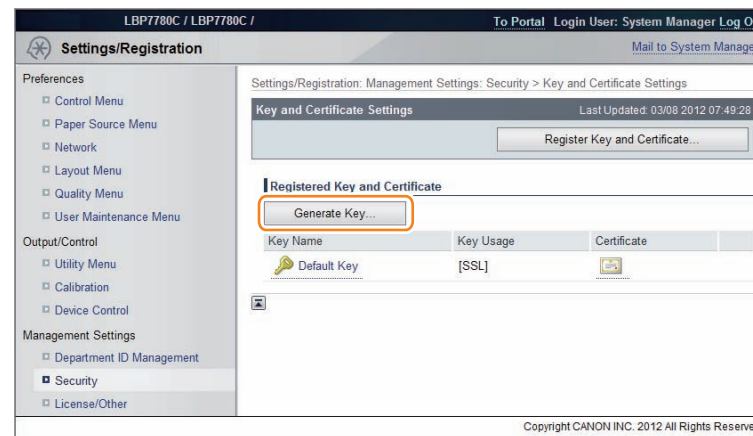 LBP7780C / LBP7780C /
To Portal Login User: System Manager Log O
Settings/Registration
Mail to System Manage
Preferences
Control Menu
Paper Source Menu
Network
Layout Menu
Quality Menu
User Maintenance Menu
Output/Control
Utility Menu
Calibration
Device Control
Management Settings
Department ID Management
Security
License/Other
Settings/Registration: Management Settings: Security > Key and Certificate Settings
Key and Certificate Settings
Last Updated: 03/08 2012 07:49:28
Register Key and Certificate...
Registered Key and Certificate
Generate Key...
Key Name Key Usage Certificate
Default Key [SSL]
Copyright CANON INC. 2012 All Rights Reserve